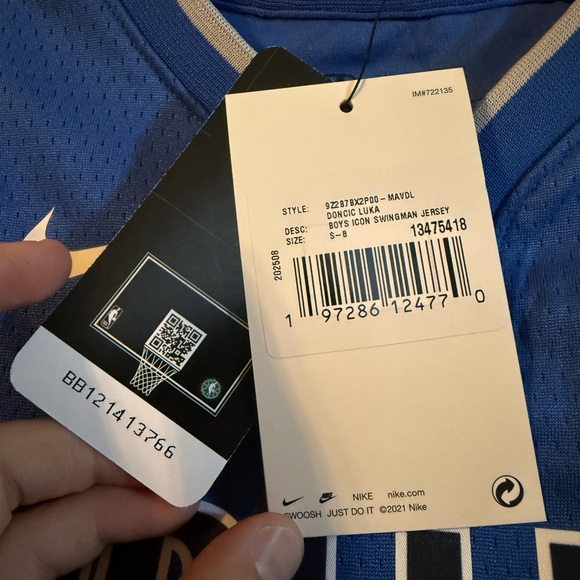 IM#722135
STYLE: 9Z2B7BX2P00-MAVDL
DONCIC LUKA
DESC: BOYS ICON SWINGMAN JERSEY
SIZE: S-8 13475418
202508
1 97286 12477 0
BB121413766
NIKE nike.com
SWOOSH JUST DO IT ©2021 NIKE